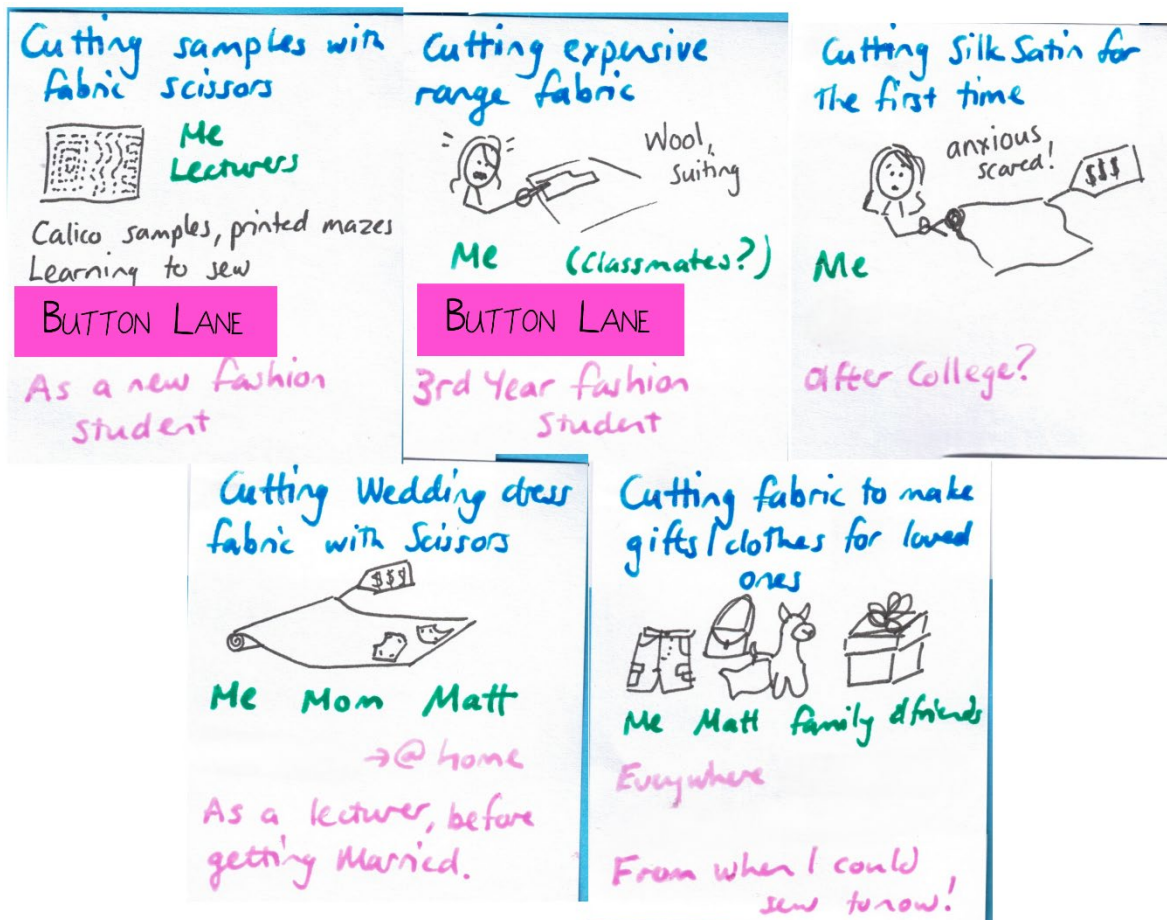 Cutting samples with
fabric scissors
Me
Lecturers
Calico samples, printed mazes
Learning to sew
BUTTON LANE
As a new fashion
student
Cutting expensive
range fabric
Wool,
suiting
Me (Classmates?)
BUTTON LANE
3rd Year fashion
Student
Cutting Silk Satin for
The first time
anxious
scared!
$$$
Me
after College?
Cutting Wedding dress
fabric with Scissors
$$$
Me Mom Matt
→@ home
As a lecturer, before
getting Married.
Cutting fabric to make
gifts/clothes for loved
ones
Me Matt family & friends
Everywhere
From when I could
sew to now!